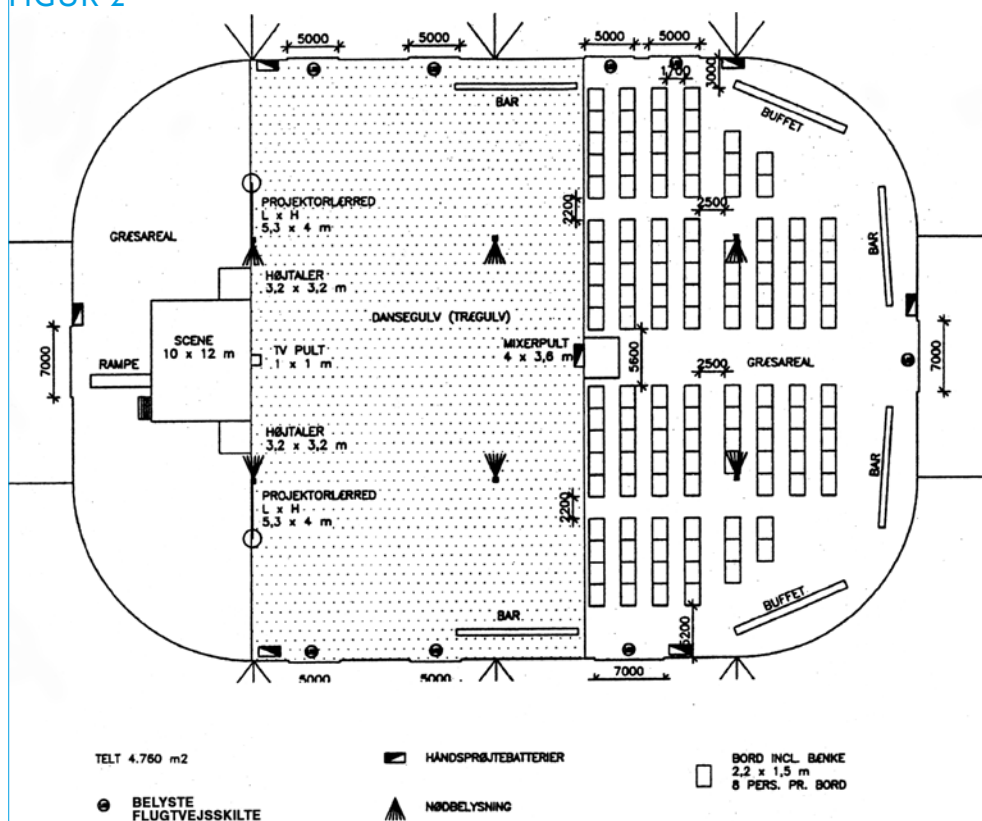 FIGUR 2
5000
5000
5000
5000
1700
3000
BAR
BUFFET
PROJEKTORLÆRRED
L x H
5,3 x 4 m
2200
2500
GRÆSAREAL
BAR
HØJTALER
3,2 x 3,2 m
DANSEGULV (TRÆGULV)
SCENE
10 x 12 m
MIXERPULT
4 x 3,6 m
TV PULT
1 x 1 m
7000
RAMPE
5600
2500
GRÆSAREAL
7000
HØJTALER
3,2 x 3,2 m
BAR
PROJEKTORLÆRRED
L x H
5,3 x 4 m
2200
BAR
BUFFET
5200
5000
5000
7000
TELT 4.760 m2
HÅNDSPRØJTEBATTERIER
BORD INCL. BÆNKE
2,2 x 1,5 m
8 PERS. PR. BORD
BELYSTE
FLUGTVEJSSKILTE
NØDBELYSNING